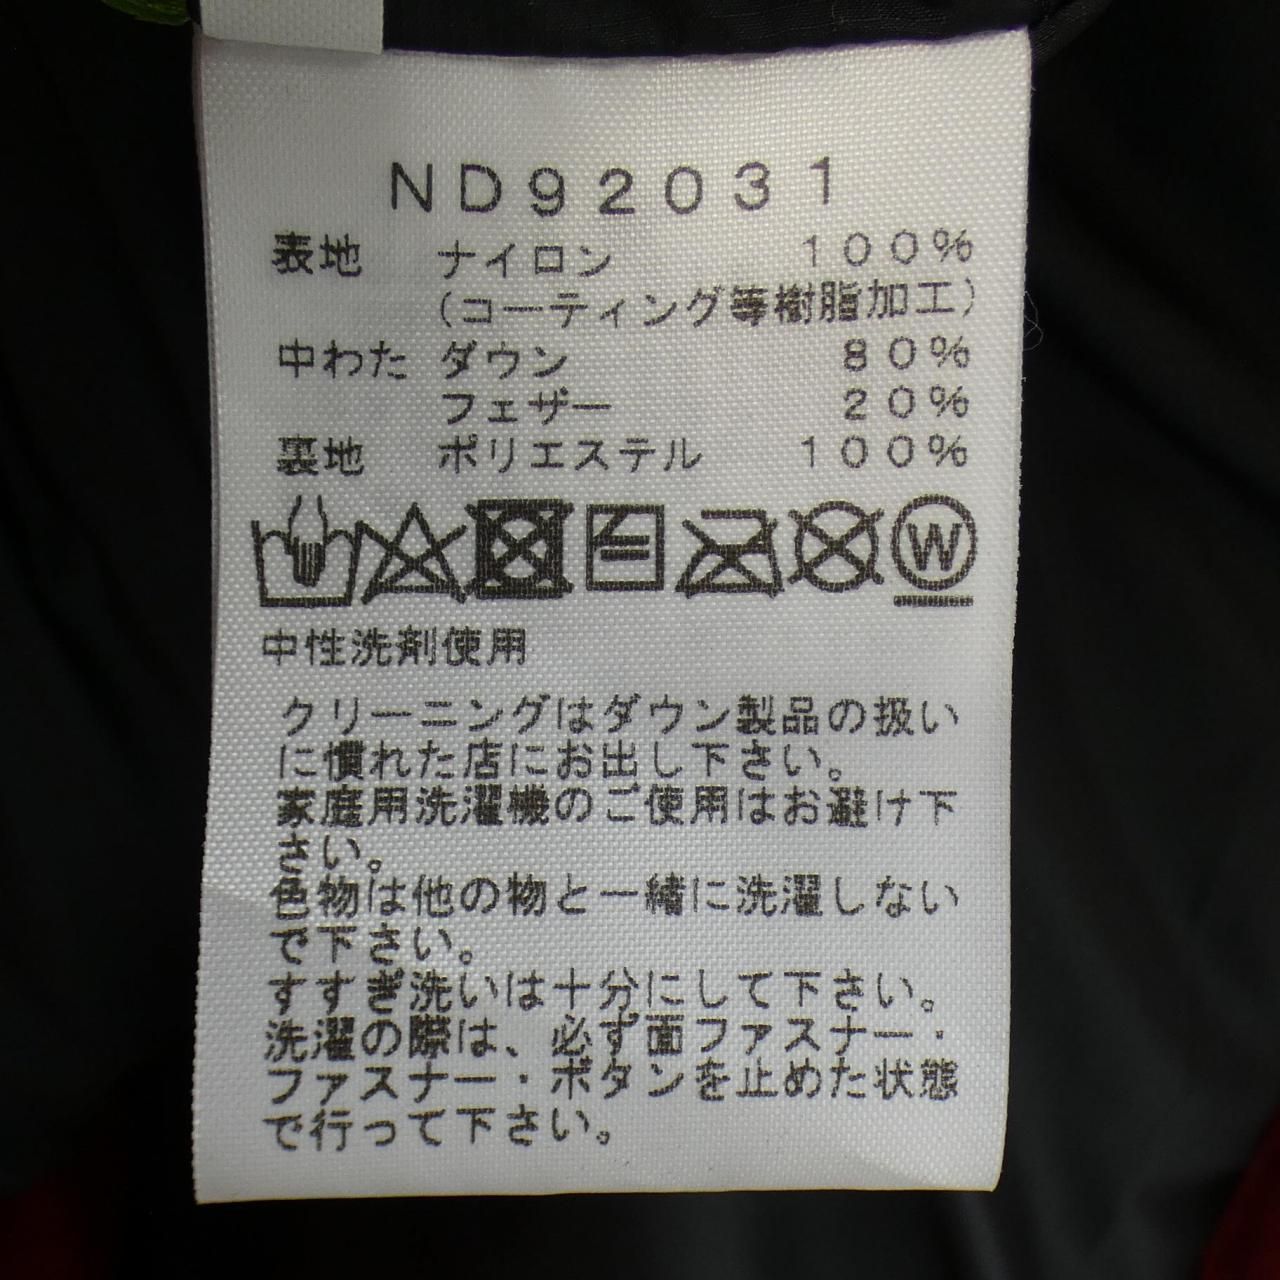 ND92031
表地 ナイロン 100%
(コーティング等樹脂加工)
中わた ダウン 80%
フェザー 20%
裏地 ポリエステル 100%
W
中性洗剤使用
クリーニングはダウン製品の扱い
に慣れた店にお出し下さい。
家庭用洗濯機のご使用はお避け下
さい。
色物は他の物と一緒に洗濯しない
で下さい。
すすぎ洗いは十分にして下さい。
洗濯の際は、必ず面ファスナー・
ファスナー・ボタンを止めた状態
で行って下さい。